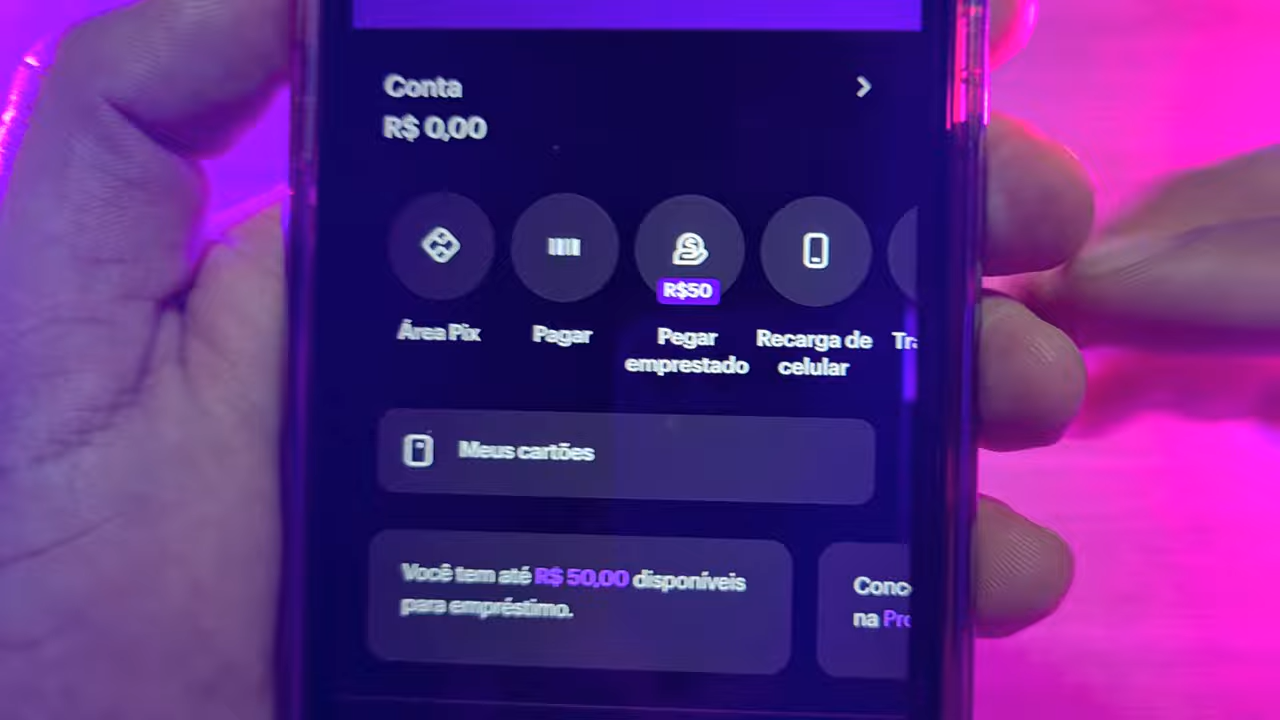 Conta
R$ 0,00
R$50
Área Pix
Pagar
Pegar
emprestado
Recarga de
celular
Meus cartões
Você tem até R$ 50,00 disponíveis
para empréstimo.
na